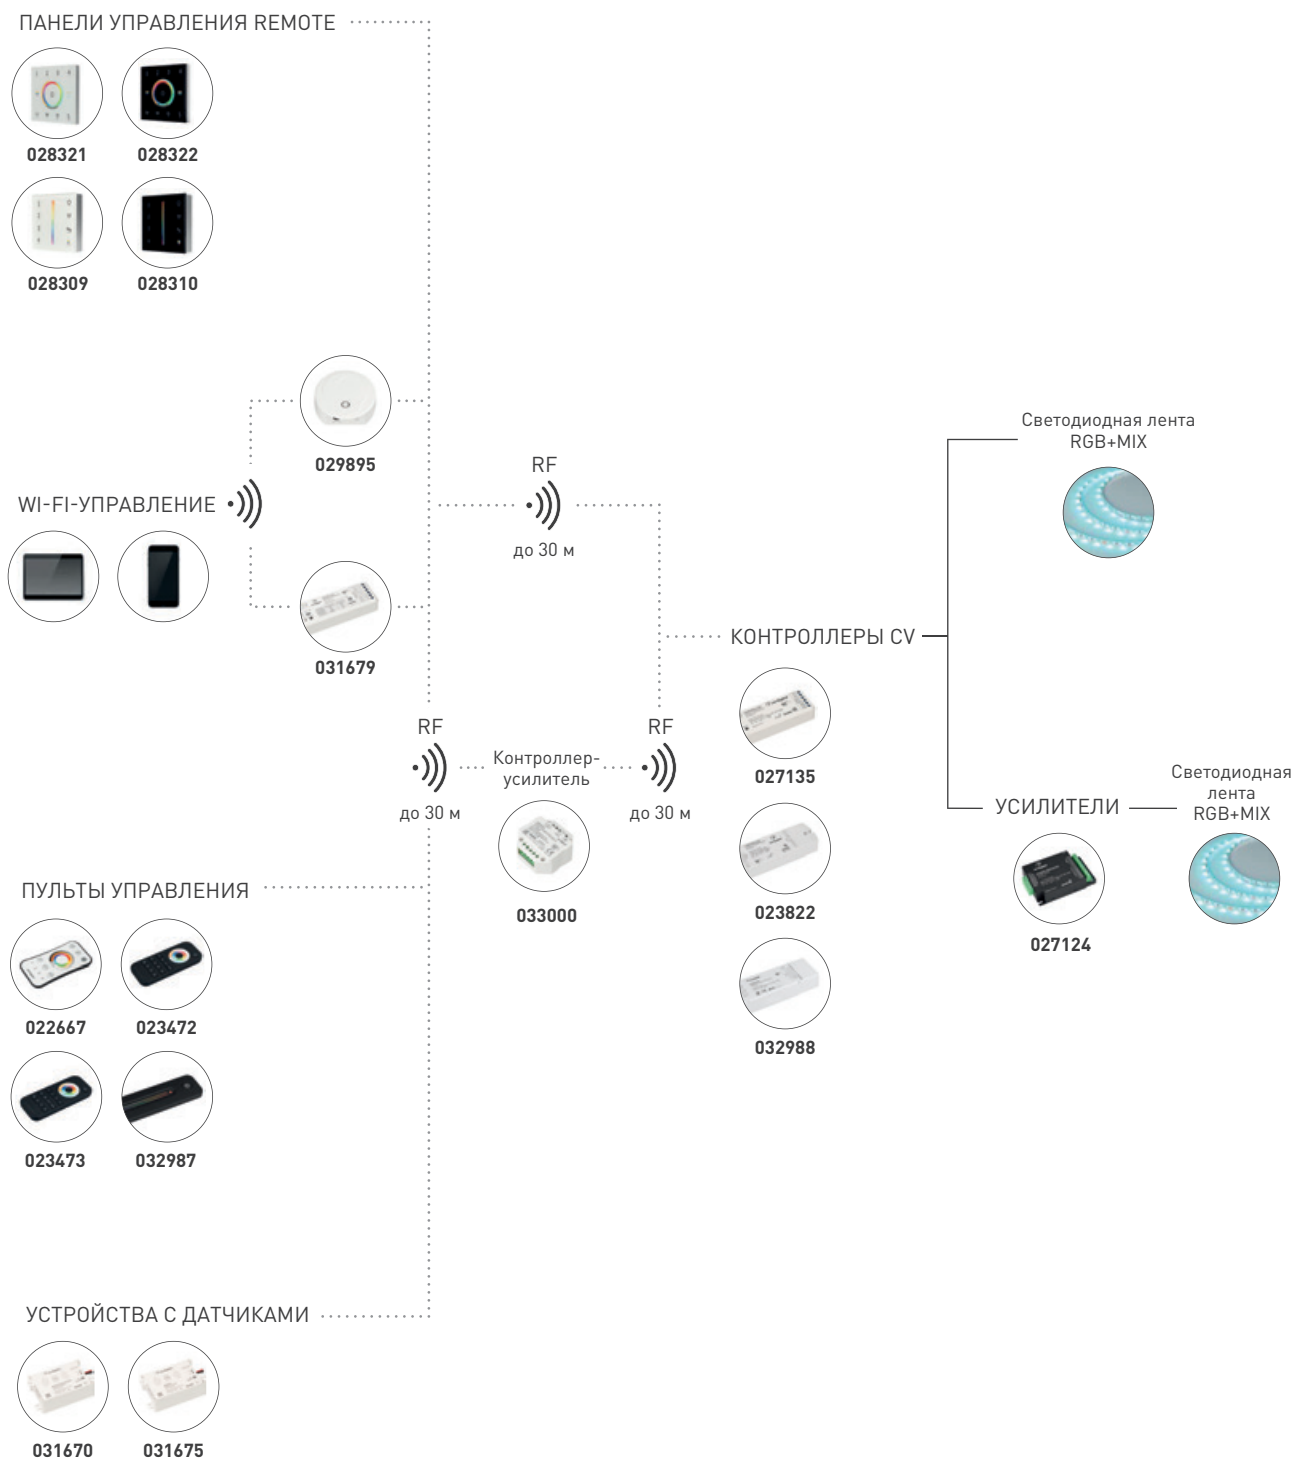 ПАНЕЛИ УПРАВЛЕНИЯ REMOTE
028321
028322
028309
028310
029895
WI-FI-УПРАВЛЕНИЕ
031679
RF
до 30 м
RF
до 30 м
Контроллер-
усилитель
033000
RF
до 30 м
ПУЛЬТЫ УПРАВЛЕНИЯ
022667
023472
023473
032987
УСТРОЙСТВА С ДАТЧИКАМИ
031670
031675
КОНТРОЛЛЕРЫ CV
027135
023822
032988
Светодиодная лента
RGB+MIX
УСИЛИТЕЛИ
027124
Светодиодная
лента
RGB+MIX